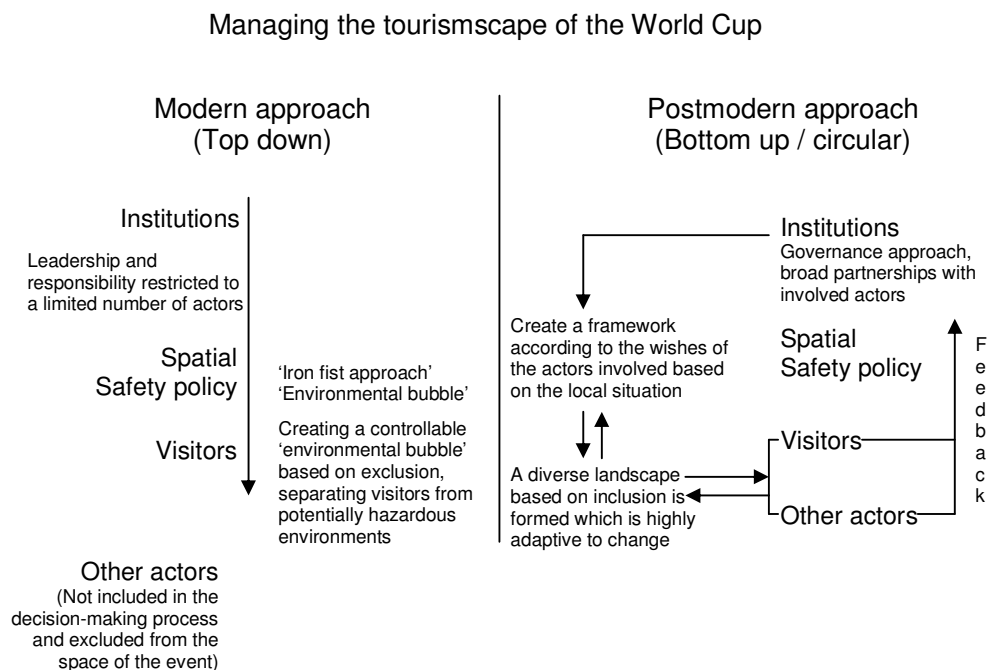 Managing the tourismscape of the World Cup
Modern approach
(Top down)
Institutions
Leadership and
responsibility restricted to
a limited number of actors
Spatial
Safety policy
'Iron fist approach'
'Environmental bubble'
Visitors
Creating a controllable
'environmental bubble'
based on exclusion,
separating visitors from
potentially hazardous
environments
Other actors
(Not included in the
decision-making process
and excluded from the
space of the event)
Postmodern approach
(Bottom up / circular)
Institutions
Governance approach,
broad partnerships with
involved actors
Create a framework
according to the wishes of
the actors involved based
on the local situation
Spatial
Safety policy
A diverse landscape
based on inclusion is
formed which is highly
adaptive to change
Visitors
Other actors
Feedback